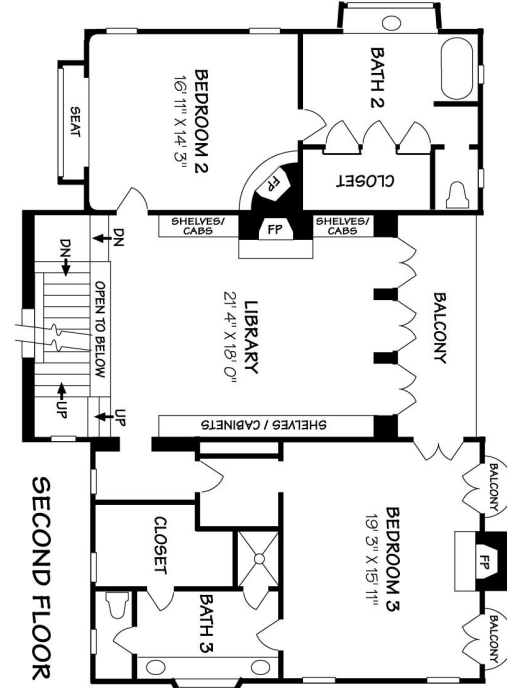 BATH 2
BEDROOM 2
16' 11" X 14' 3"
SEAT
FP
CLOSET
SHELVES/
CABS
FP
SHELVES/
CABS
DN
DN
OPEN TO BELOW
LIBRARY
21' 4" X 18' 0"
BALCONY
UP
UP
SHELVES / CABINETS
BALCONY
BEDROOM 3
19' 3" X 15' 11"
FP
CLOSET
BATH 3
BALCONY
SECOND FLOOR